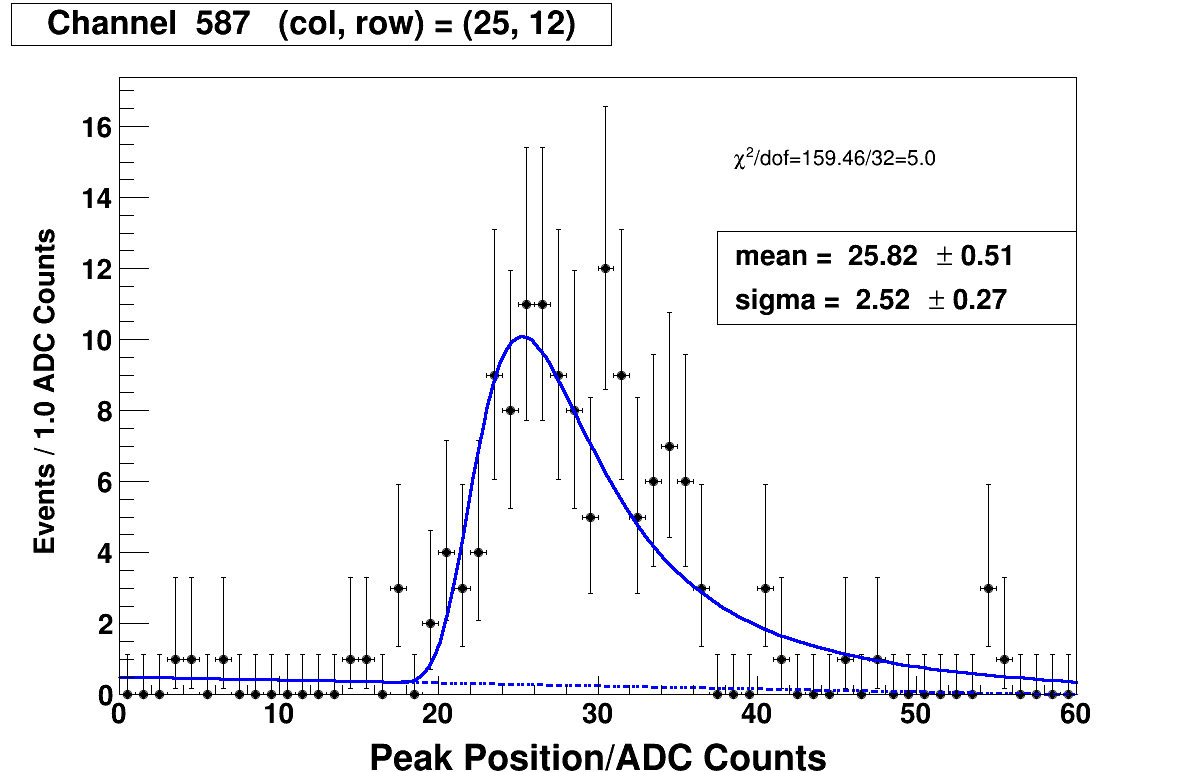 Channel 587 (col, row) = (25, 12)
χ²/dof=159.46/32=5.0
mean = 25.82 ± 0.51
sigma = 2.52 ± 0.27
Events / 1.0 ADC Counts
16
14
12
10
8
6
4
2
0
0 10 20 30 40 50 60
Peak Position/ADC Counts